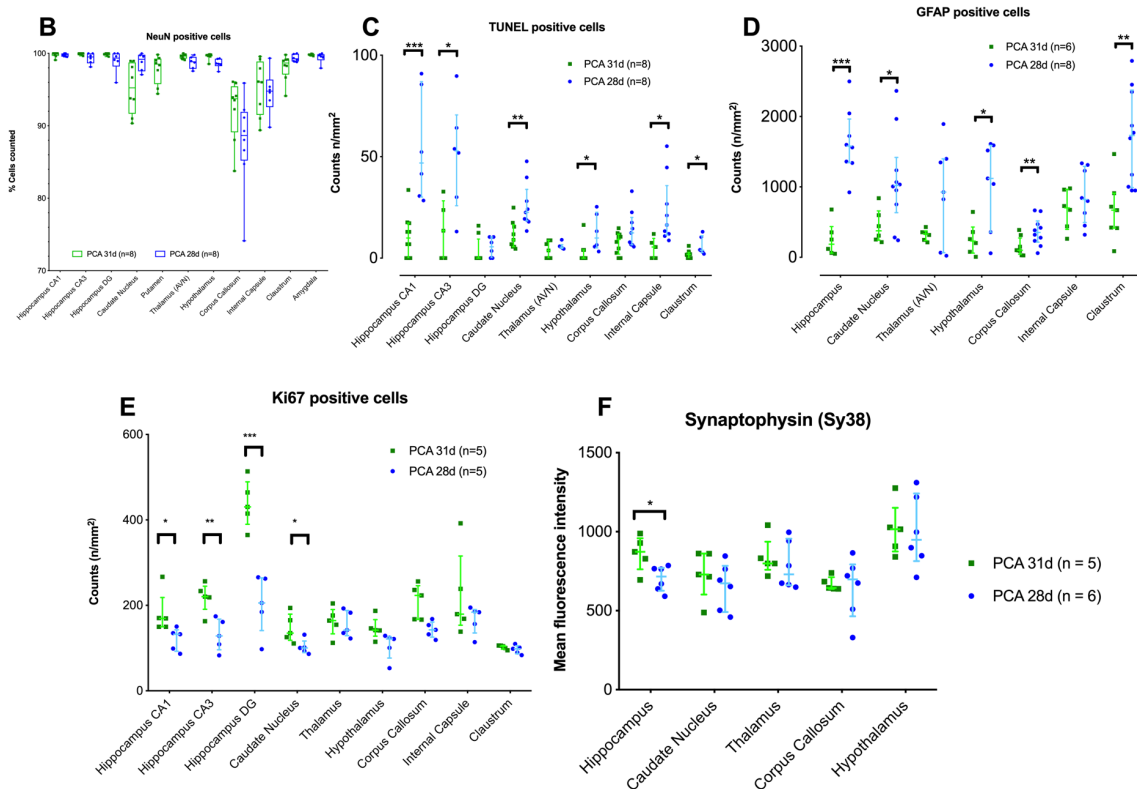 B
NeuN positive cells
% Cells counted
100
90
80
70
PCA 31d (n=8)
PCA 28d (n=8)
Hippocampus CA1
Hippocampus CA3
Hippocampus DG
Caudate Nucleus
Putamen
Thalamus (AVN)
Hypothalamus
Corpus Callosum
Internal Capsule
Claustrum
Amygdala
C
TUNEL positive cells
Counts n/mm²
100
50
0
PCA 31d (n=8)
PCA 28d (n=8)
***
*
**
*
*
*
Hippocampus CA1
Hippocampus CA3
Hippocampus DG
Caudate Nucleus
Thalamus (AVN)
Hypothalamus
Corpus Callosum
Internal Capsule
Claustrum
D
GFAP positive cells
Counts (n/mm²)
3000
2000
1000
0
PCA 31d (n=6)
PCA 28d (n=8)
***
*
*
**
**
Hippocampus
Caudate Nucleus
Thalamus (AVN)
Hypothalamus
Corpus Callosum
Internal Capsule
Claustrum
E
Ki67 positive cells
Counts (n/mm²)
600
400
200
0
PCA 31d (n=5)
PCA 28d (n=5)
*
**
***
*
Hippocampus CA1
Hippocampus CA3
Hippocampus DG
Caudate Nucleus
Thalamus
Hypothalamus
Corpus Callosum
Internal Capsule
Claustrum
F
Synaptophysin (Sy38)
Mean fluorescence intensity
1500
1000
500
0
*
PCA 31d (n = 5)
PCA 28d (n = 6)
Hippocampus
Caudate Nucleus
Thalamus
Corpus Callosum
Hypothalamus